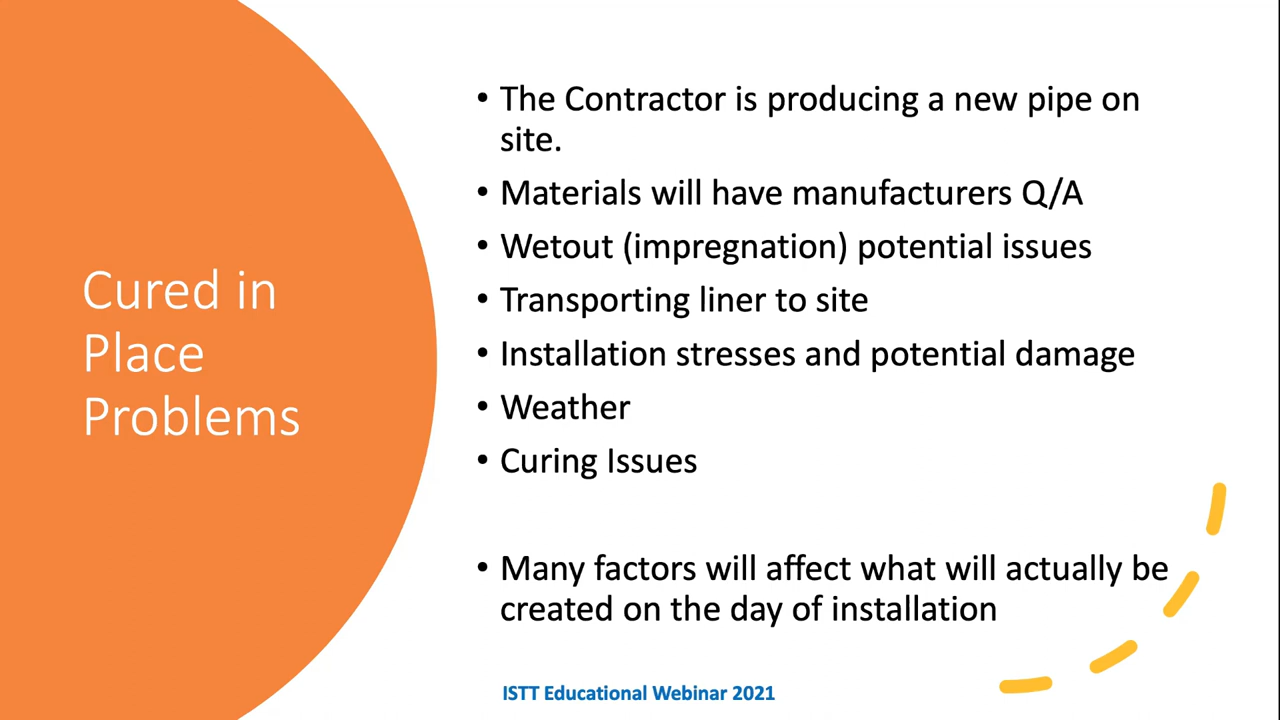 Cured in
Place
Problems
• The Contractor is producing a new pipe on
site.
• Materials will have manufacturers Q/A
• Wetout (impregnation) potential issues
• Transporting liner to site
• Installation stresses and potential damage
• Weather
• Curing Issues
• Many factors will affect what will actually be
created on the day of installation
ISTT Educational Webinar 2021